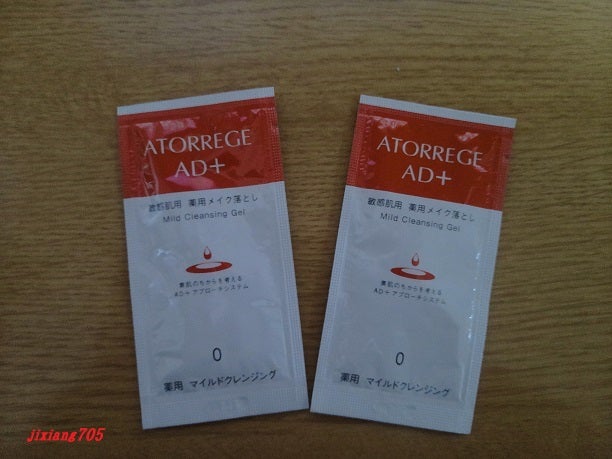 ATORREGE
AD+
敏感肌用 薬用メイク落とし
Mild Cleansing Gel
素肌のちからを考える
AD+アプローチシステム
0
薬用 マイルドクレンジング
ATORREGE
AD+
敏感肌用 薬用メイク落とし
Mild Cleansing Gel
素肌のちからを考える
AD+アプローチシステム
0
薬用 マイルドクレンジング
jixiang705